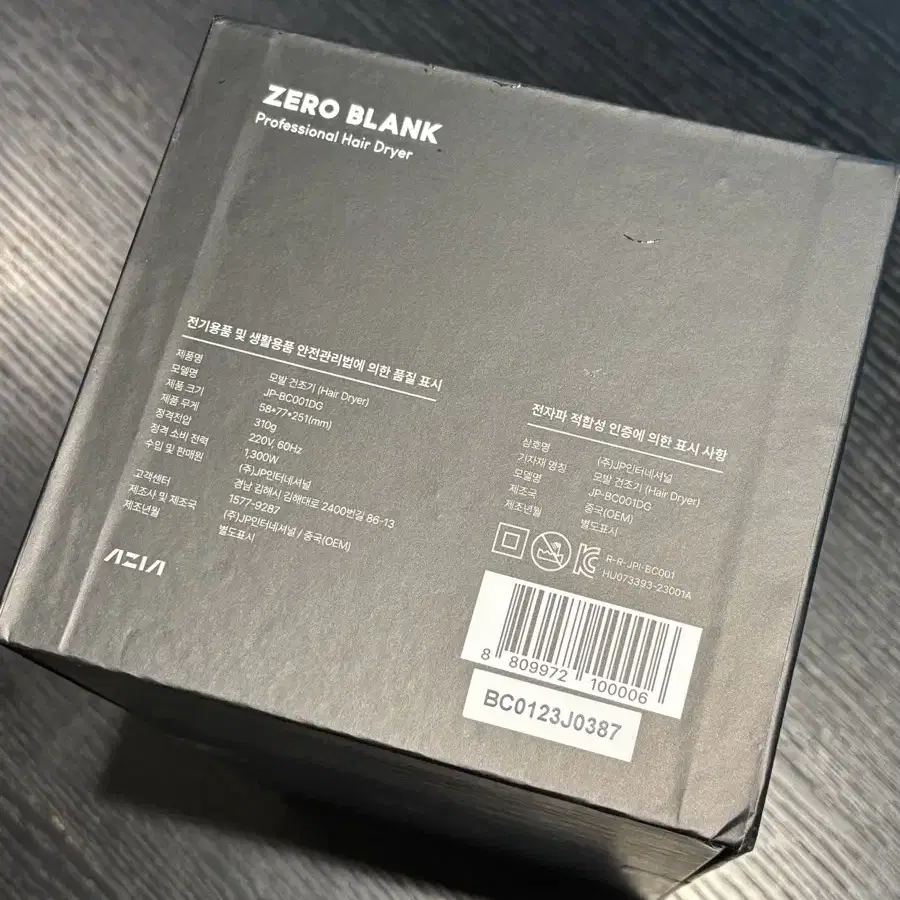 ZERO BLANK
Professional Hair Dryer
전기용품 및 생활용품 안전관리법에 의한 품질 표시
제품명 모발 건조기 (Hair Dryer)
모델명 JP-BC001DG
제품 크기 58*77*251(mm)
제품 무게 310g
정격전압 220V, 60Hz
정격 소비 전력 1,300W
수입 및 판매원 (주)JP인터네셔널
경남 김해시 김해대로 2400번길 86-13
고객센터 1577-9287
제조사 및 제조국 (주)JP인터네셔널 / 중국(OEM)
제조년월 별도표시
AZIA
전자파 적합성 인증에 의한 표시 사항
상호명 (주)JP인터네셔널
기자재 명칭 모발 건조기 (Hair Dryer)
모델명 JP-BC001DG
제조국 중국(OEM)
제조년월 별도표시
R-R-JPI-BC001
HU073393-23001A
8 809972 100006
BC0123J0387